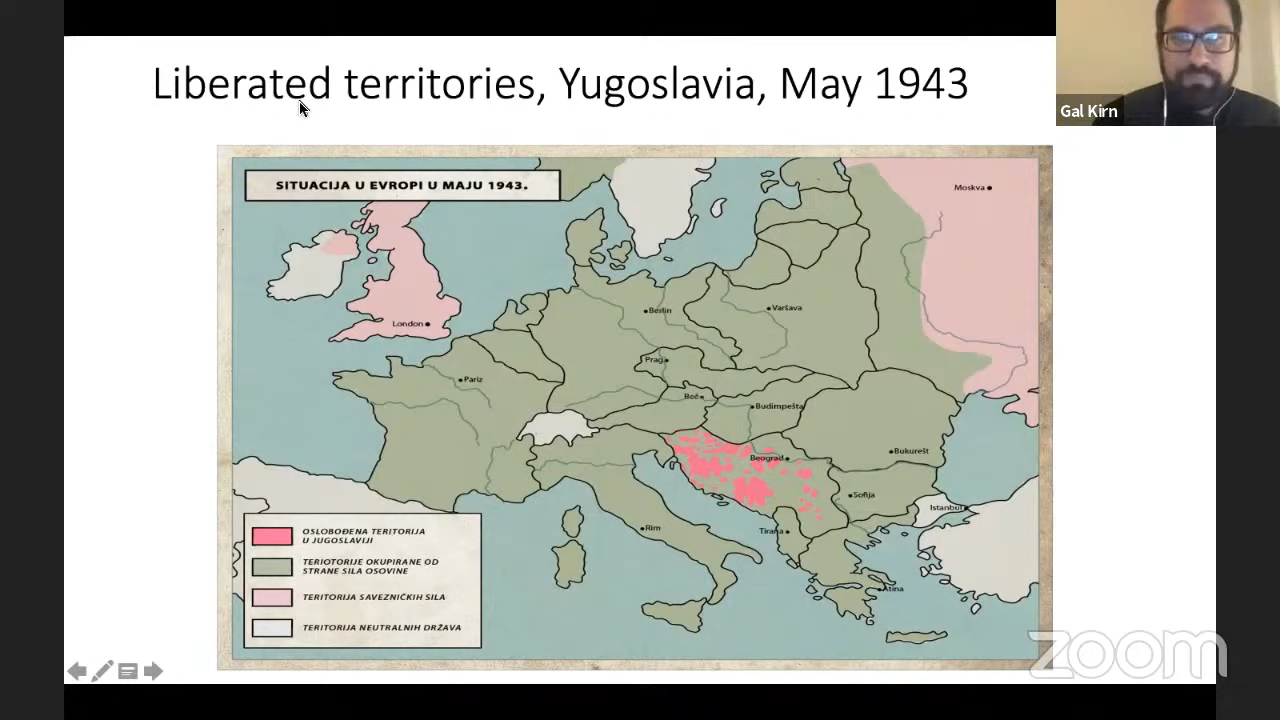 Liberated territories, Yugoslavia, May 1943
Gal Kirn
SITUACIJA U EVROPI U MAJU 1943.
Moskva
London
Berlin
Varšava
Prag
Pariz
Beč
Budimpešta
Beograd
Bukurešt
Sofija
Istanbul
Rim
Tirana
Atina
OSLOBOĐENA TERITORIJA
U JUGOSLAVIJI
TERIOTORIJE OKUPIRANE OD
STRANE SILA OSOVINE
TERITORIJA SAVEZNIČKIH SILA
TERITORIJA NEUTRALNIH DRŽAVA
zoom